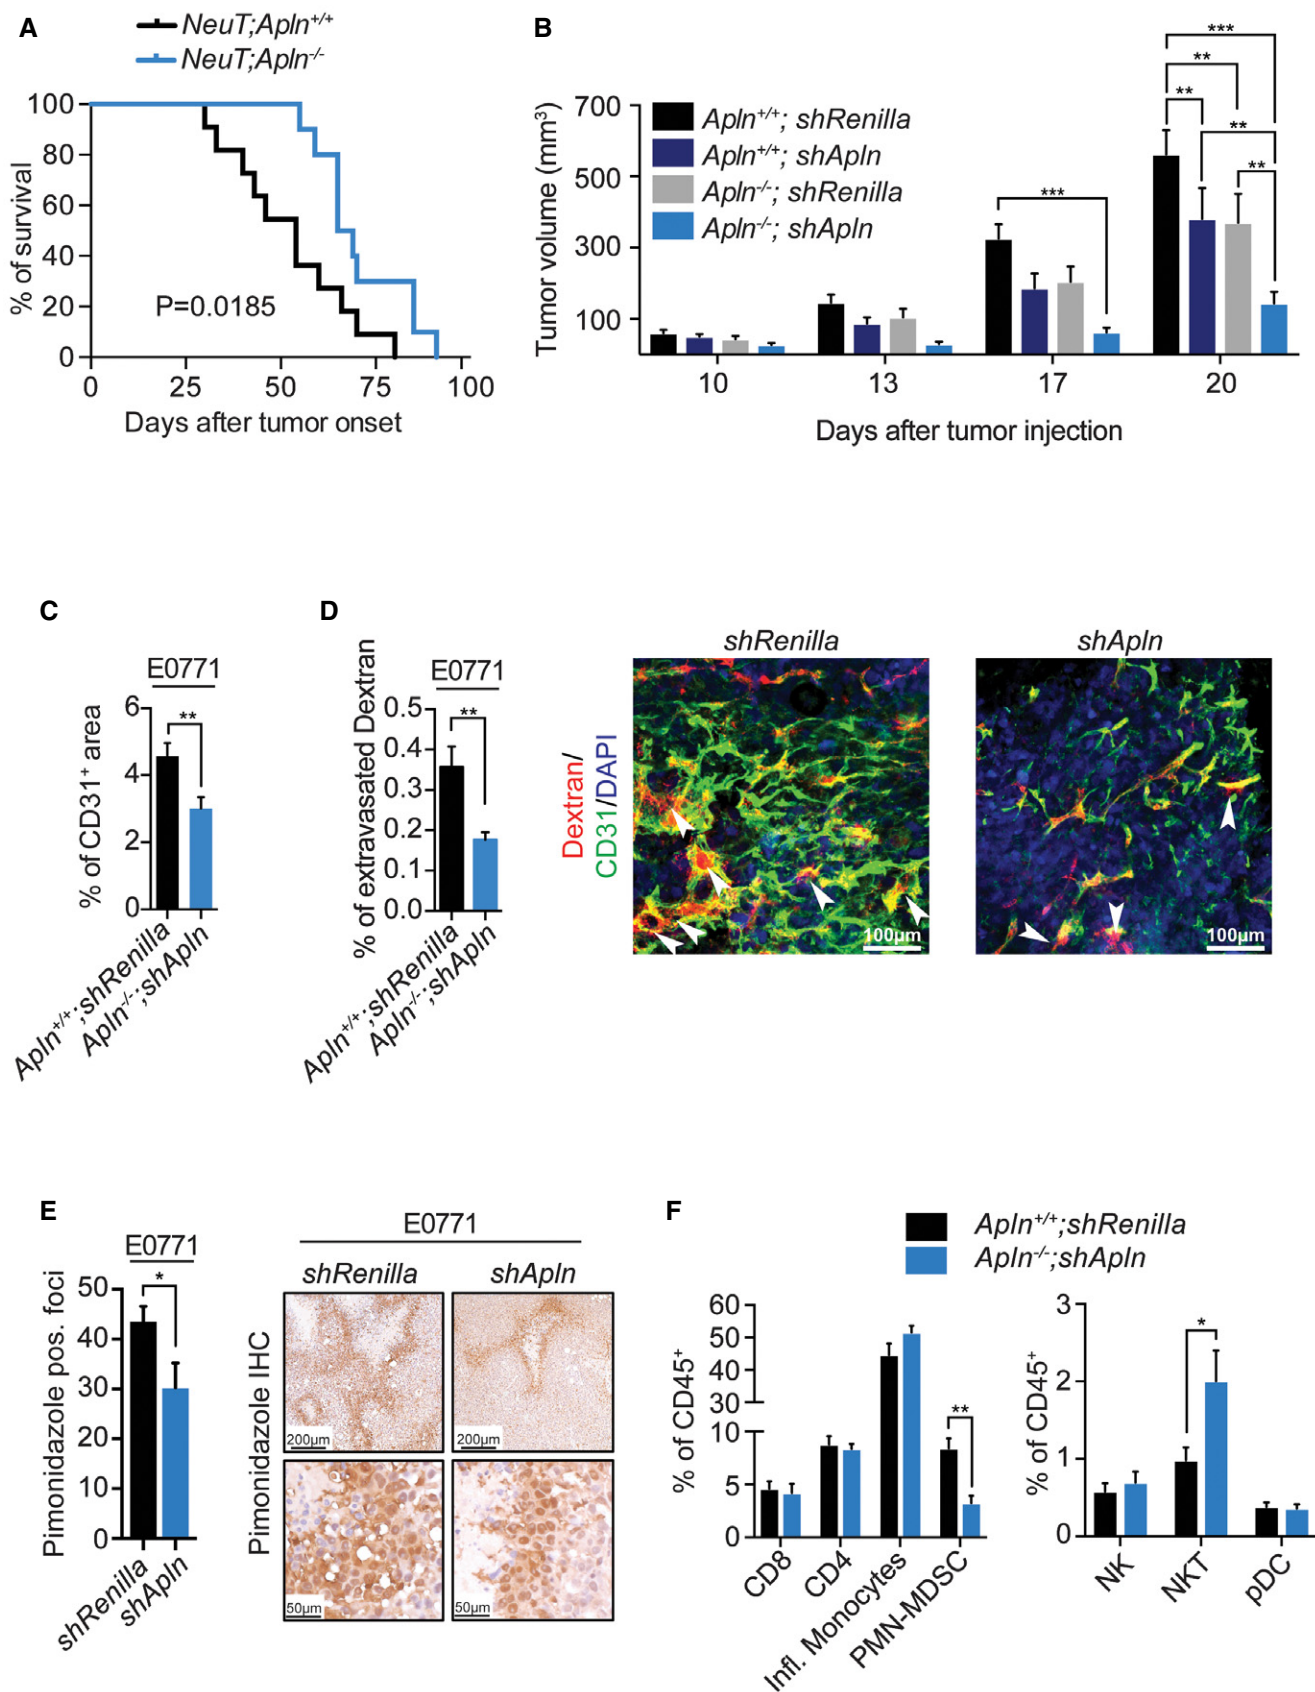 A
NeuT;Apln+/+
NeuT;Apln-/-
100
80
60
40
20
0
% of survival
P=0.0185
0 25 50 75 100
Days after tumor onset
B
700
500
300
100
Tumor volume (mm³)
Apln+/+; shRenilla
Apln+/+; shApln
Apln-/-; shRenilla
Apln-/-; shApln
***
***
**
**
**
**
10 13 17 20
Days after tumor injection
C
E0771
6
4
2
0
% of CD31+ area
**
Apln+/+;shRenilla
Apln-/-;shApln
D
E0771
0.5
0.4
0.3
0.2
0.1
0.0
% of extravasated Dextran
**
Apln+/+;shRenilla
Apln-/-;shApln
Dextran/
CD31/DAPI
shRenilla
shApln
100µm
100µm
E
E0771
50
40
30
20
10
0
Pimonidazole pos. foci
*
shRenilla
shApln
E0771
shRenilla
shApln
Pimonidazole IHC
200µm
200µm
50µm
50µm
F
Apln+/+;shRenilla
Apln-/-;shApln
60
50
40
30
10
5
0
% of CD45+
**
CD8
CD4
Infl. Monocytes
PMN-MDSC
3
2
1
0
% of CD45+
*
NK
NKT
pDC